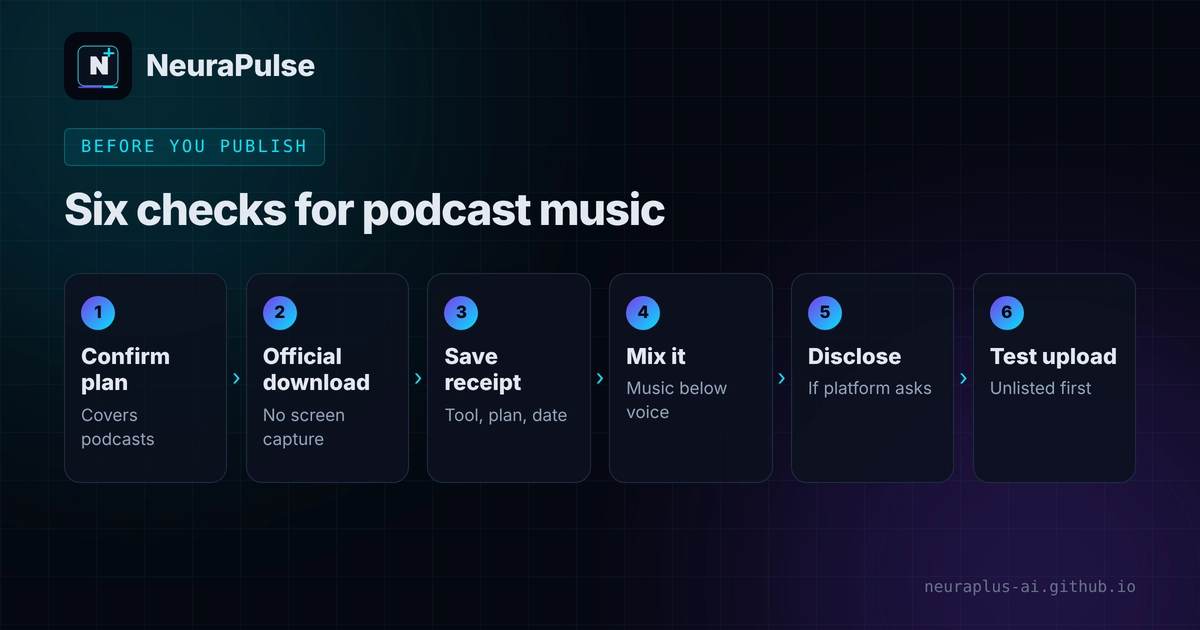 N
NeuraPulse
BEFORE YOU PUBLISH
Six checks for podcast music
1
Confirm
plan
Covers
podcasts
›
2
Official
download
No screen
capture
›
3
Save
receipt
Tool, plan, date
›
4
Mix it
Music below
voice
›
5
Disclose
If platform asks
›
6
Test upload
Unlisted first
neuraplus-ai.github.io